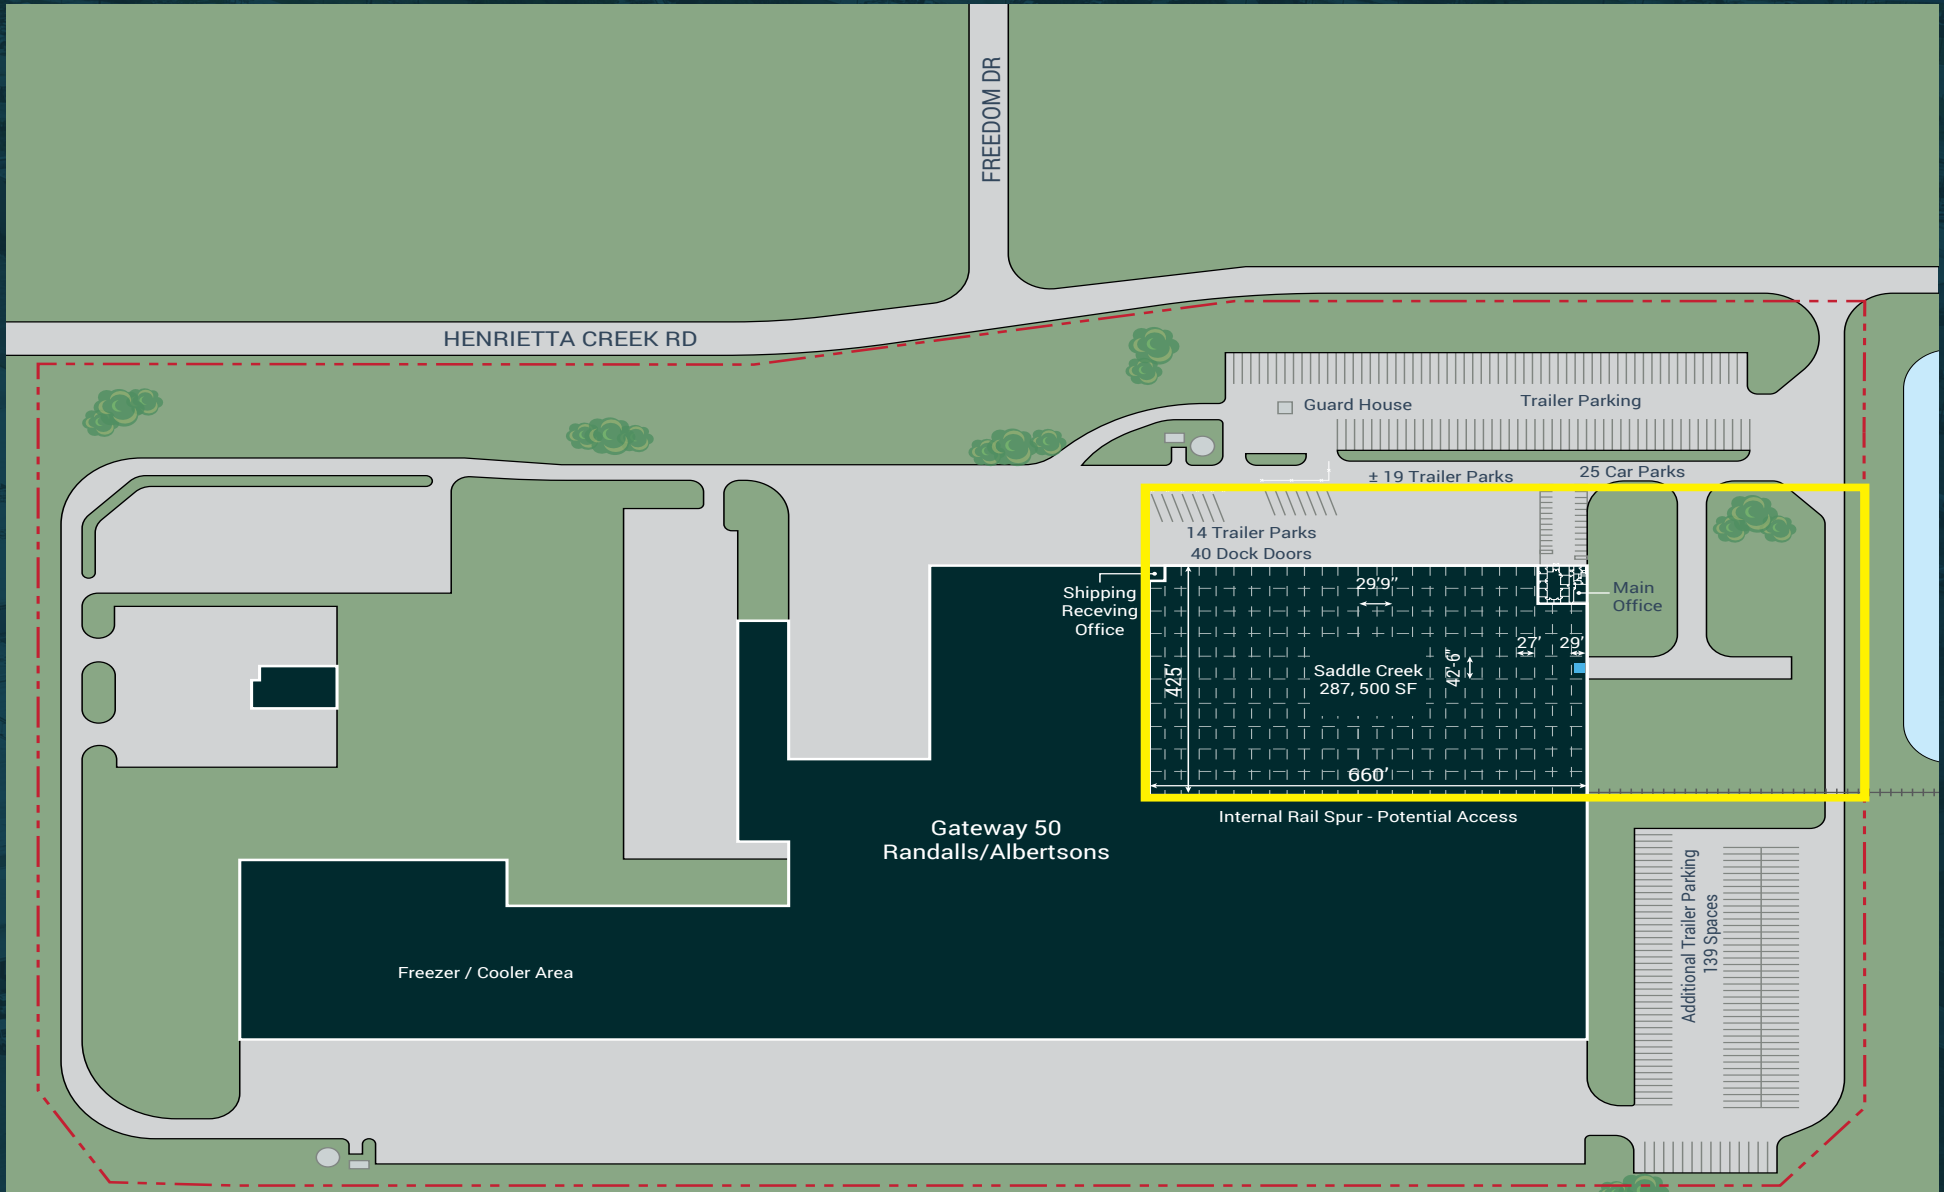 FREEDOM DR
HENRIETTA CREEK RD
Guard House
Trailer Parking
± 19 Trailer Parks
25 Car Parks
14 Trailer Parks
40 Dock Doors
Shipping
Receving
Office
29'9"
Main
Office
27'
29'
425'
Saddle Creek
287, 500 SF
42'-6"
660'
Internal Rail Spur - Potential Access
Gateway 50
Randalls/Albertsons
Additional Trailer Parking
139 Spaces
Freezer / Cooler Area